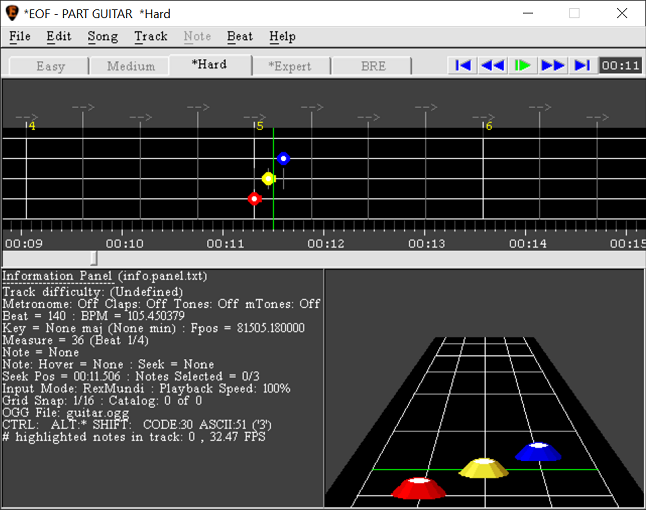 *EOF - PART GUITAR *Hard
File Edit Song Track Note Beat Help
Easy Medium *Hard *Expert BRE 00:11
--> --> --> --> --> --> --> --> --> --> -->
4 5 6
00:09 00:10 00:11 00:12 00:13 00:14 00:15
Information Panel (info.panel.txt)
----------------------------
Track difficulty: (Undefined)
Metronome: Off Claps: Off Tones: Off mTones: Off
Beat = 140 : BPM = 105.450379
Key = None maj (None min) : Fpos = 81505.180000
Measure = 36 (Beat 1/4)
Note = None
Note: Hover = None : Seek = None
Seek Pos = 00:11.506 : Notes Selected = 0/3
Input Mode: RexMundi : Playback Speed: 100%
Grid Snap: 1/16 : Catalog: 0 of 0
OGG File: guitar.ogg
CTRL: ALT:* SHIFT: CODE:30 ASCII:51 ('3')
# highlighted notes in track: 0 , 32.47 FPS